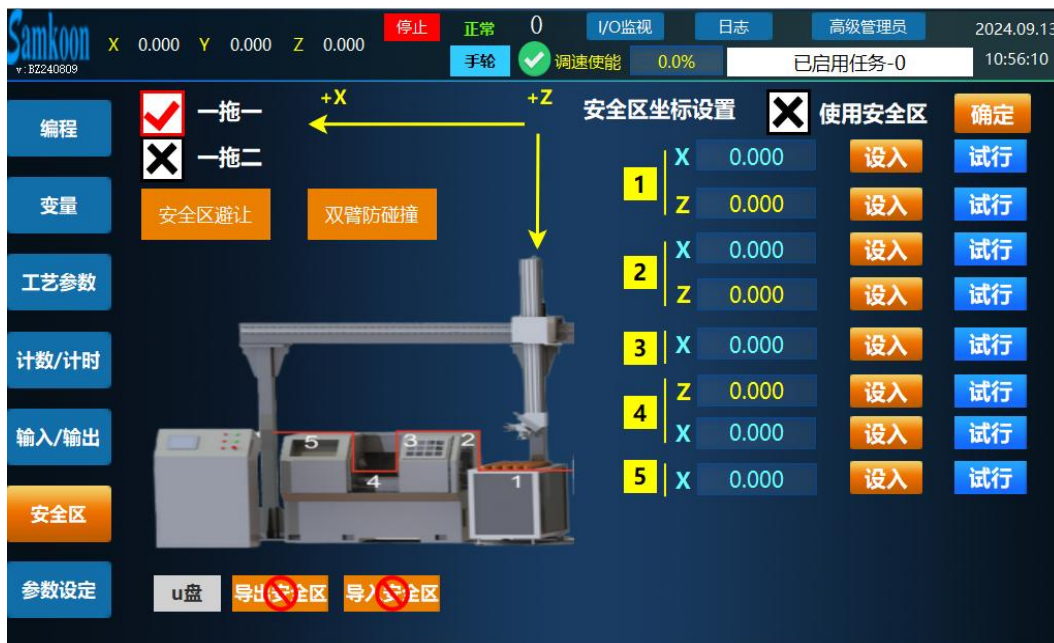 Samkoon
v:BZ240809
X 0.000 Y 0.000 Z 0.000
停止 正常 () I/O监视 日志 高级管理员 2024.09.13
手轮 调速使能 0.0% 已启用任务-0 10:56:10
编程
变量
工艺参数
计数/计时
输入/输出
安全区
参数设定
一拖一
一拖二
安全区避让 双臂防碰撞
+X +Z
5 3 2
4 1
u盘 导出安全区 导入安全区
安全区坐标设置 使用安全区 确定
1 X 0.000 设入 试行
Z 0.000 设入 试行
2 X 0.000 设入 试行
Z 0.000 设入 试行
3 X 0.000 设入 试行
4 Z 0.000 设入 试行
X 0.000 设入 试行
5 X 0.000 设入 试行